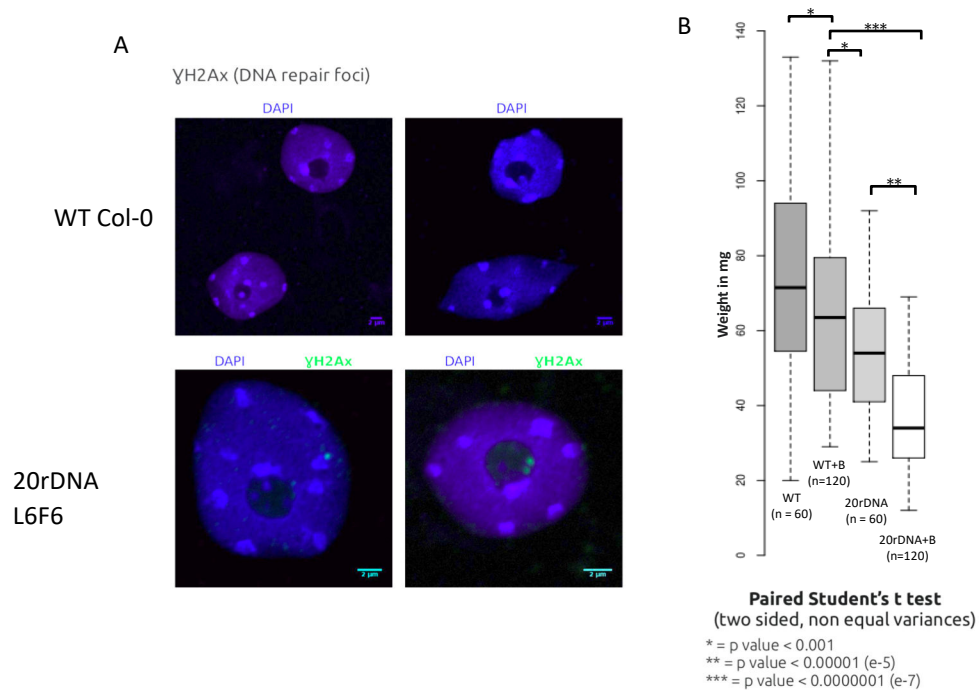 A
ɣH2Ax (DNA repair foci)
DAPI
DAPI
WT Col-0
2 µm
2 µm
DAPI
ɣH2Ax
DAPI
ɣH2Ax
20rDNA
L6F6
2 µm
2 µm
B
*
***
*
**
Weight in mg
140
120
100
80
60
40
20
0
WT
(n = 60)
WT+B
(n=120)
20rDNA
(n = 60)
20rDNA+B
(n=120)
Paired Student's t test
(two sided, non equal variances)
* = p value < 0.001
** = p value < 0.00001 (e-5)
*** = p value < 0.0000001 (e-7)